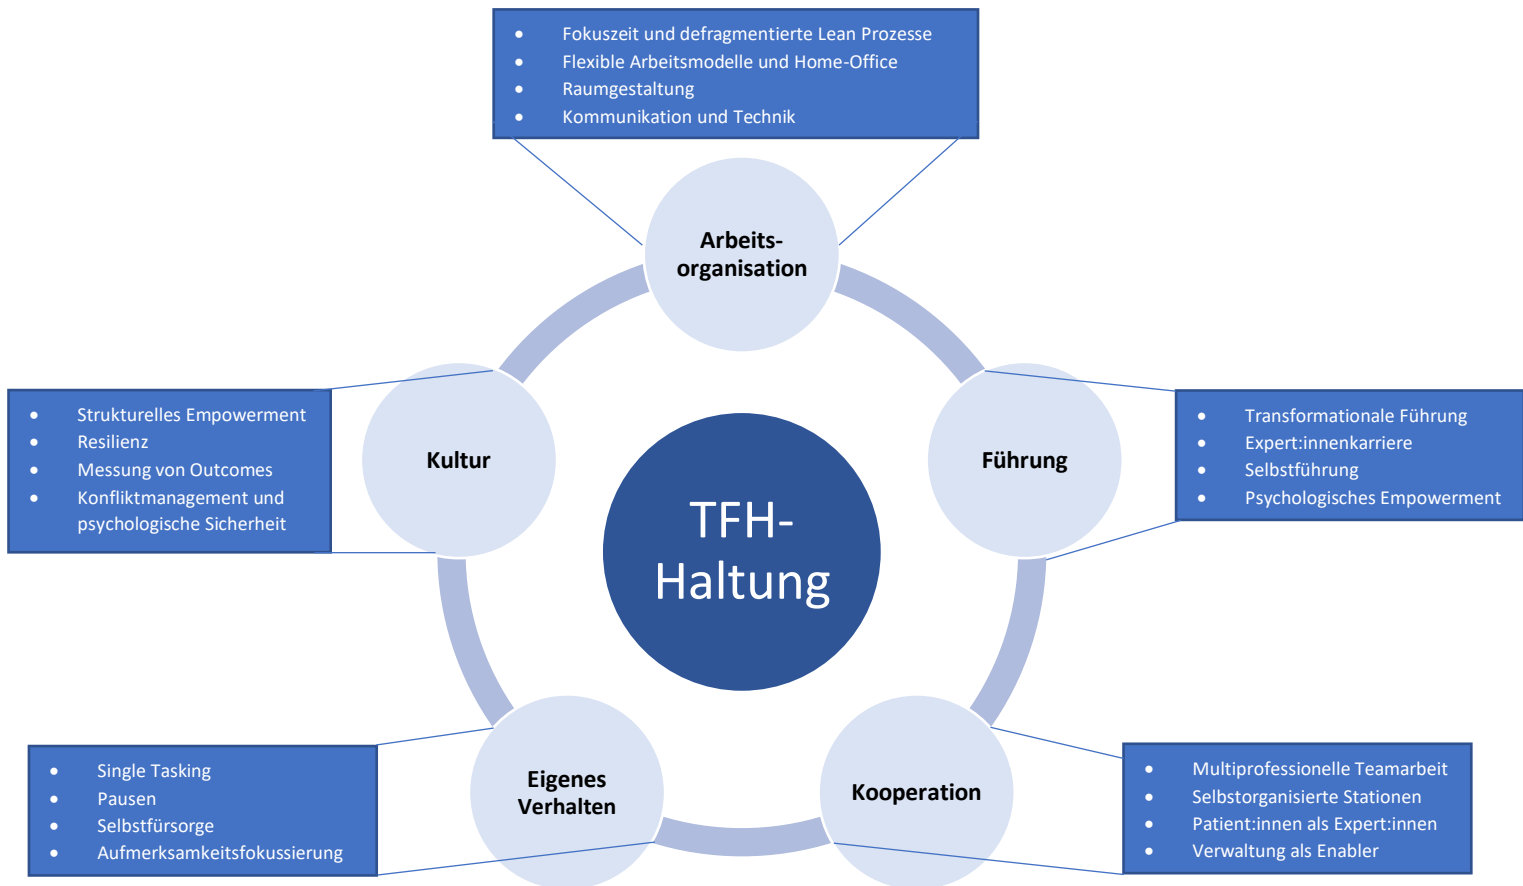 • Fokuszeit und defragmentierte Lean Prozesse
• Flexible Arbeitsmodelle und Home-Office
• Raumgestaltung
• Kommunikation und Technik
Arbeits-
organisation
• Strukturelles Empowerment
• Resilienz
• Messung von Outcomes
• Konfliktmanagement und
psychologische Sicherheit
Kultur
Führung
• Transformationale Führung
• Expert:innenkarriere
• Selbstführung
• Psychologisches Empowerment
TFH-
Haltung
• Single Tasking
• Pausen
• Selbstfürsorge
• Aufmerksamkeitsfokussierung
Eigenes
Verhalten
Kooperation
• Multiprofessionelle Teamarbeit
• Selbstorganisierte Stationen
• Patient:innen als Expert:innen
• Verwaltung als Enabler